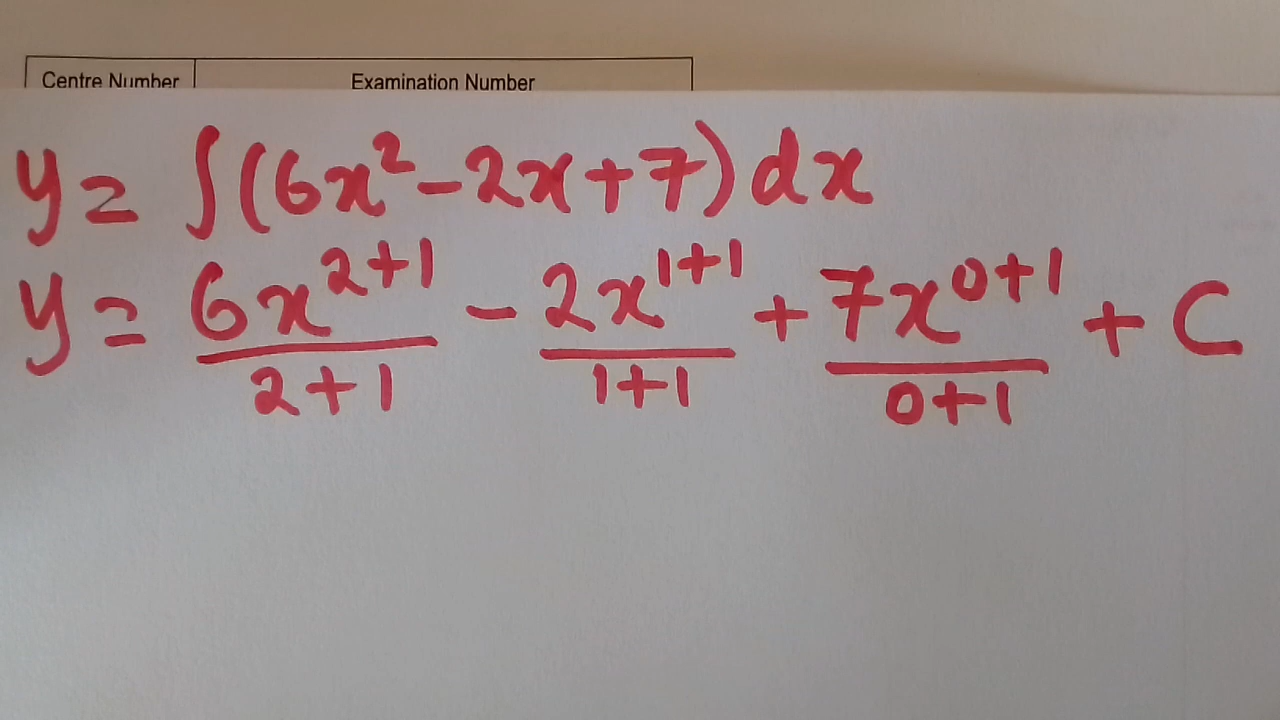 Centre Number Examination Number
y = ∫(6x² - 2x + 7) dx
y = 6x^(2+1)/(2+1) - 2x^(1+1)/(1+1) + 7x^(0+1)/(0+1) + C